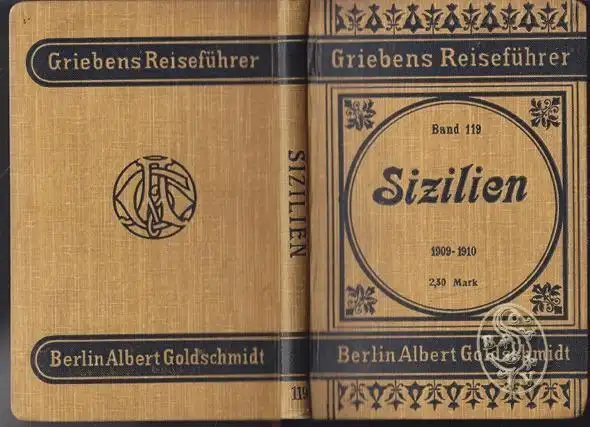 Griebens Reiseführer
Berlin Albert Goldschmidt
SIZILIEN
119
Griebens Reiseführer
Band 119
Sizilien
1909-1910
2,50 Mark
Berlin Albert Goldschmidt